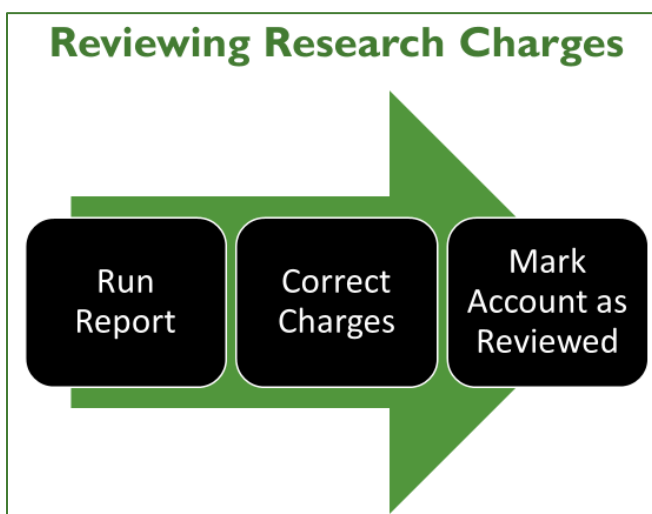 Reviewing Research Charges
Run
Report
Correct
Charges
Mark
Account as
Reviewed